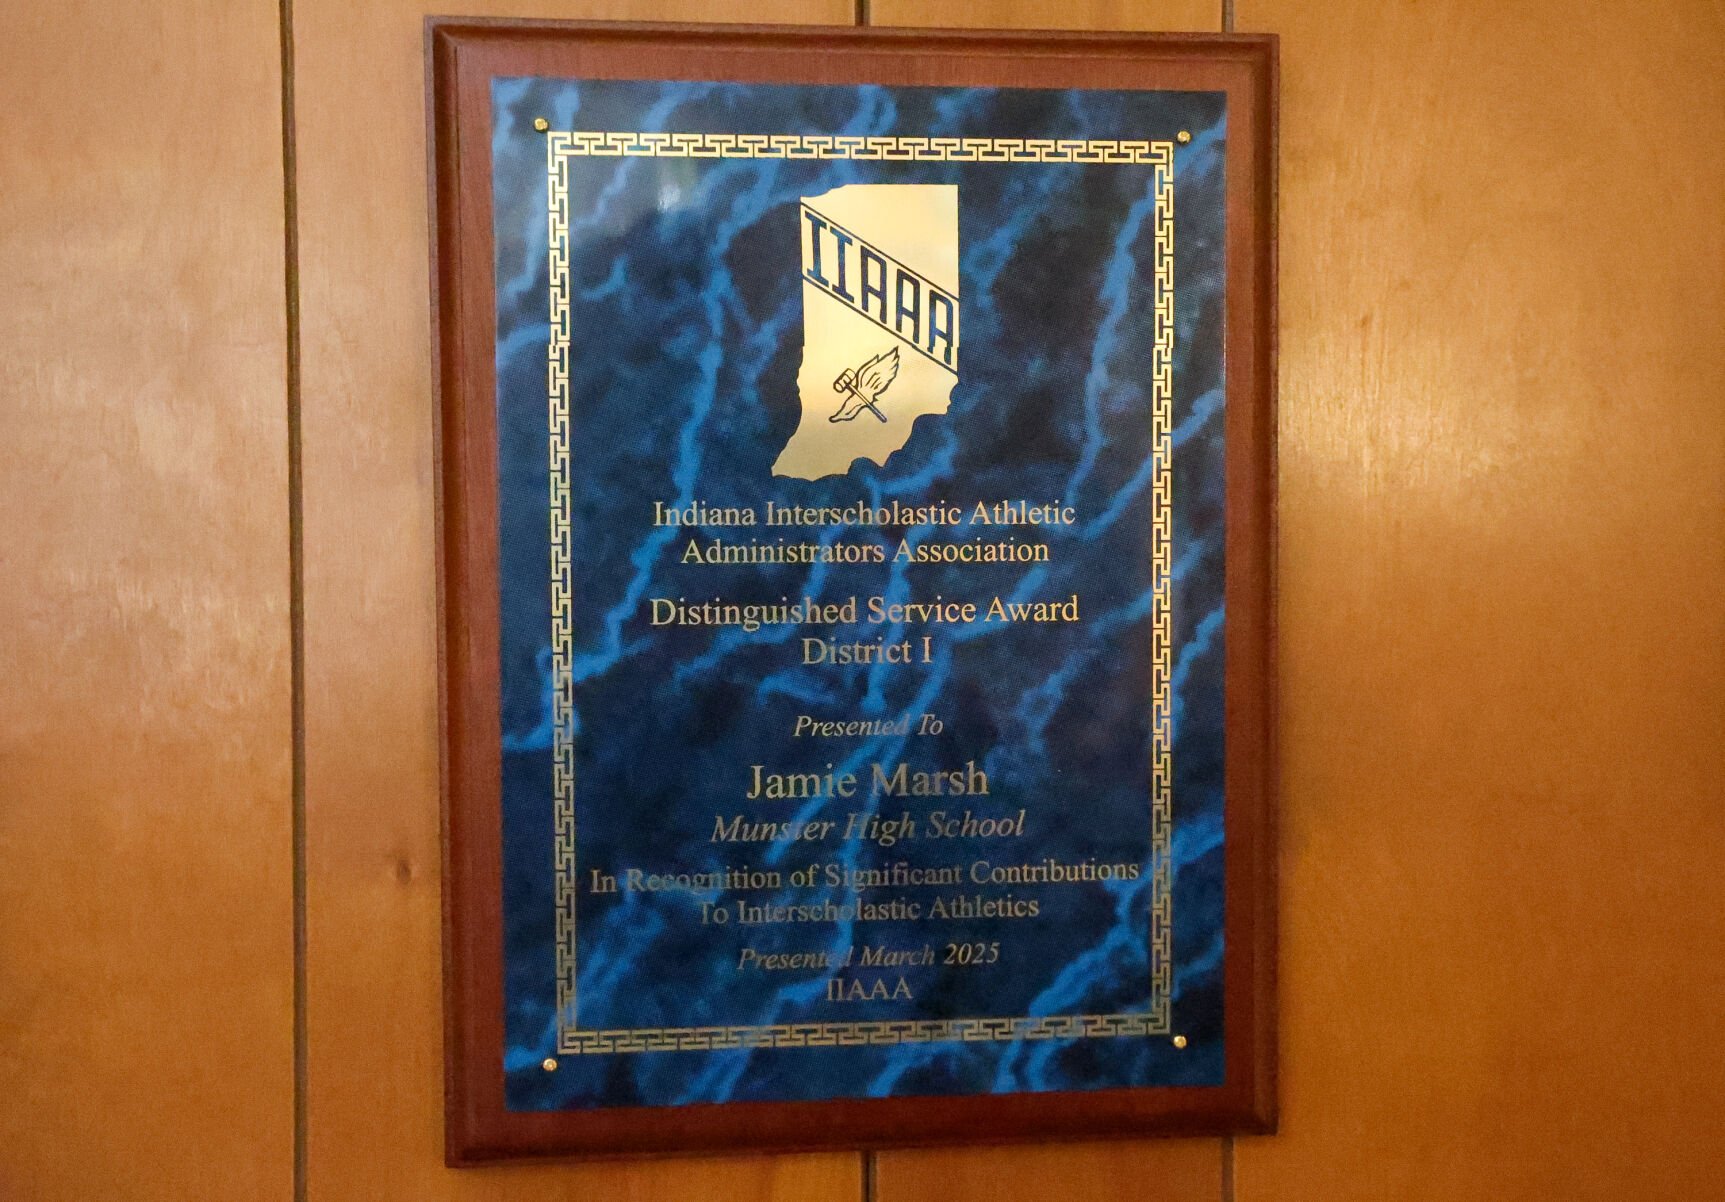 IIAAA
Indiana Interscholastic Athletic
Administrators Association
Distinguished Service Award
District I
Presented To
Jamie Marsh
Munster High School
In Recognition of Significant Contributions
To Interscholastic Athletics
Presented March 2025
IIAAA